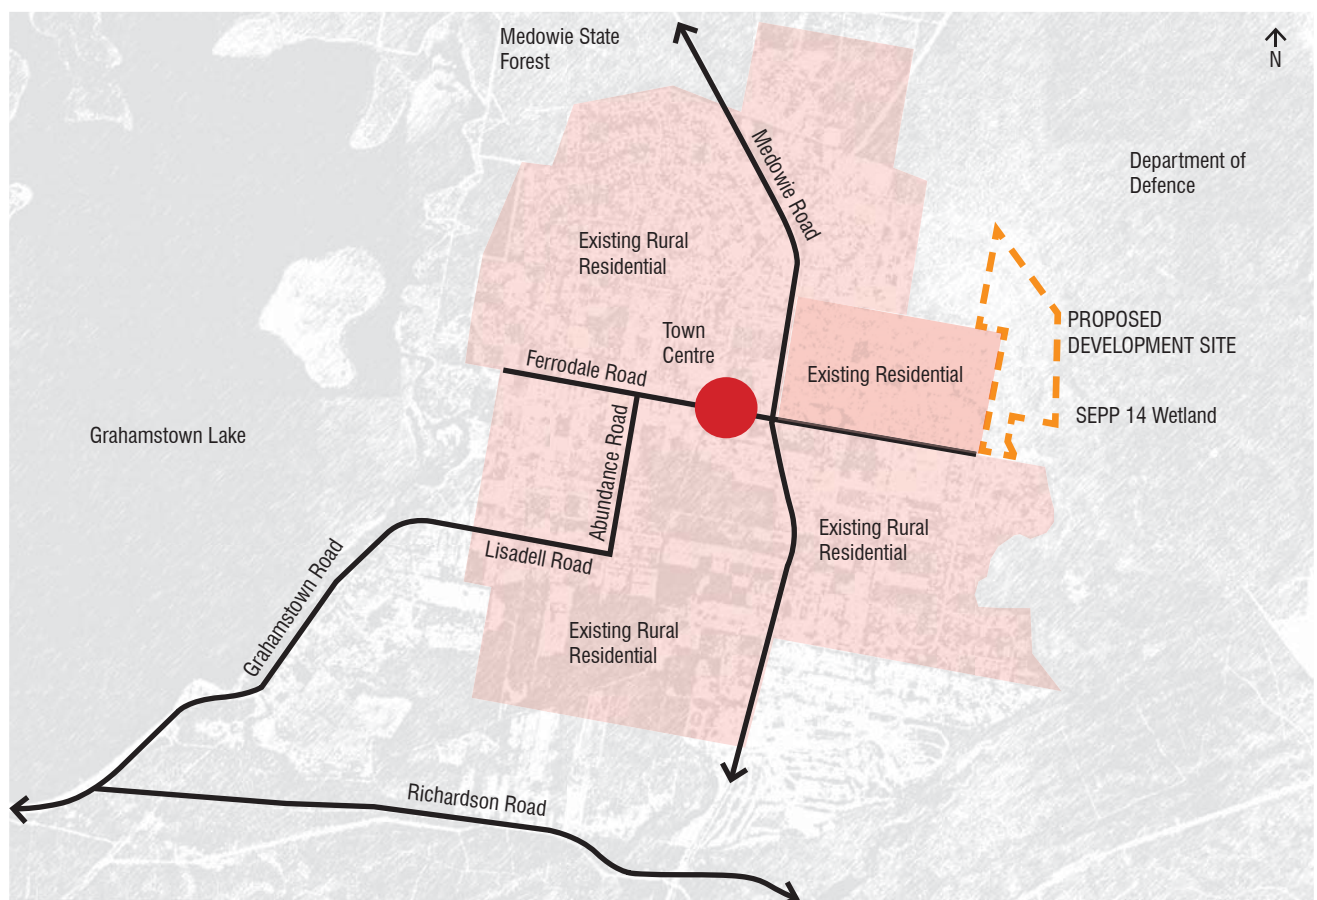 Medowie State
Forest
N
Department of
Defence
Medowie Road
Existing Rural
Residential
PROPOSED
DEVELOPMENT SITE
Town
Centre
Ferrodale Road
Existing Residential
SEPP 14 Wetland
Grahamstown Lake
Abundance Road
Existing Rural
Residential
Lisadell Road
Grahamstown Road
Existing Rural
Residential
Richardson Road